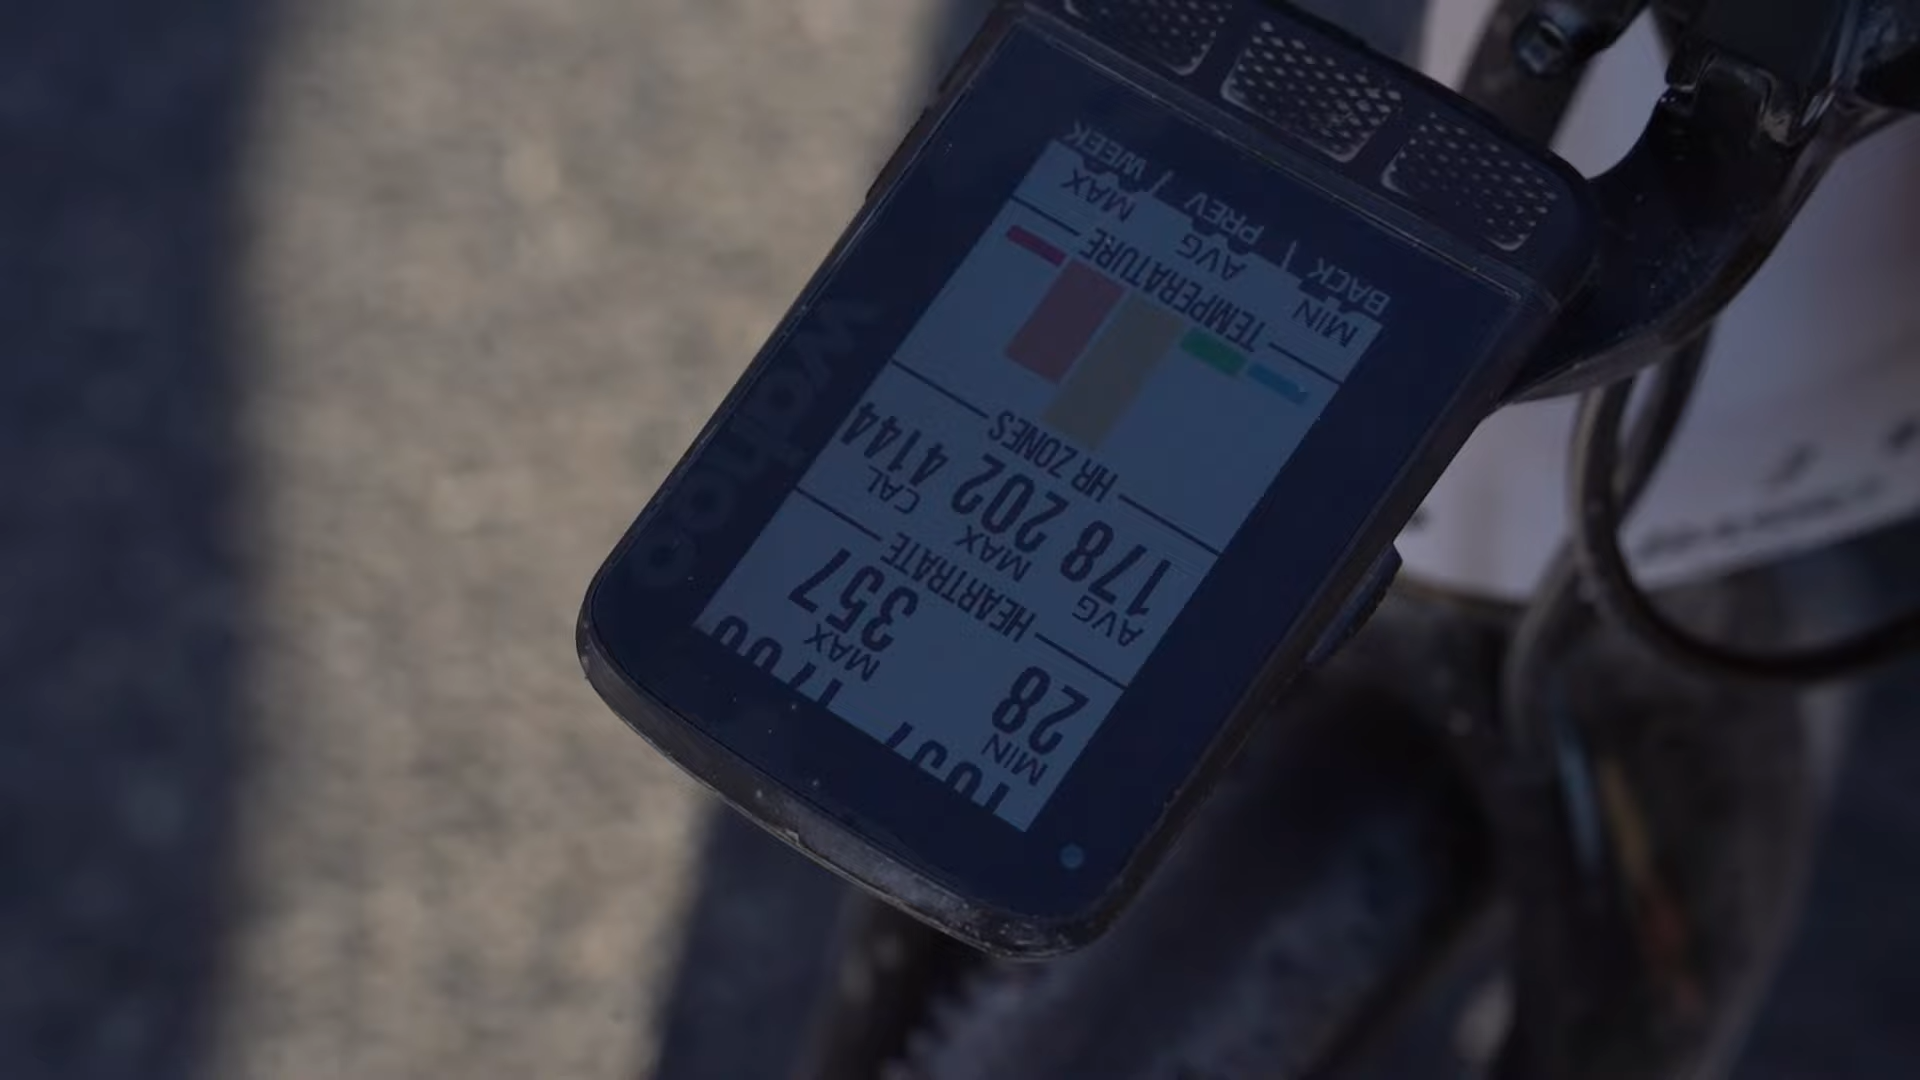 MIN MAX
28 357
HEARTRATE
AVG MAX CAL
178 202 4144
HR ZONES
TEMPERATURE
MIN AVG MAX
BACK | PREV | WEEK
wahoo